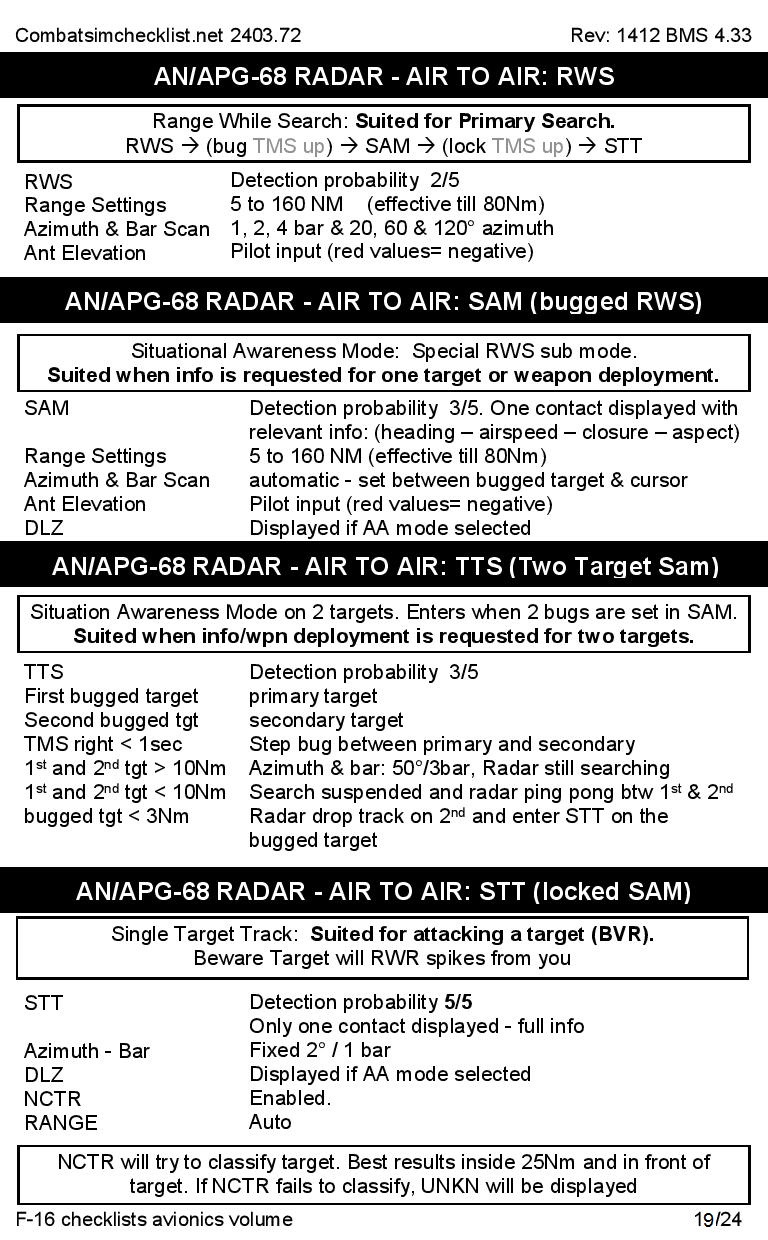 Combatsimchecklist.net 2403.72 Rev: 1412 BMS 4.33
AN/APG-68 RADAR - AIR TO AIR: RWS
Range While Search: Suited for Primary Search.
RWS → (bug TMS up) → SAM → (lock TMS up) → STT
RWS Detection probability 2/5
Range Settings 5 to 160 NM (effective till 80Nm)
Azimuth & Bar Scan 1, 2, 4 bar & 20, 60 & 120° azimuth
Ant Elevation Pilot input (red values= negative)
AN/APG-68 RADAR - AIR TO AIR: SAM (bugged RWS)
Situational Awareness Mode: Special RWS sub mode.
Suited when info is requested for one target or weapon deployment.
SAM Detection probability 3/5. One contact displayed with
relevant info: (heading – airspeed – closure – aspect)
Range Settings 5 to 160 NM (effective till 80Nm)
Azimuth & Bar Scan automatic - set between bugged target & cursor
Ant Elevation Pilot input (red values= negative)
DLZ Displayed if AA mode selected
AN/APG-68 RADAR - AIR TO AIR: TTS (Two Target Sam)
Situation Awareness Mode on 2 targets. Enters when 2 bugs are set in SAM.
Suited when info/wpn deployment is requested for two targets.
TTS Detection probability 3/5
First bugged target primary target
Second bugged tgt secondary target
TMS right < 1sec Step bug between primary and secondary
1st and 2nd tgt > 10Nm Azimuth & bar: 50°/3bar, Radar still searching
1st and 2nd tgt < 10Nm Search suspended and radar ping pong btw 1st & 2nd
bugged tgt < 3Nm Radar drop track on 2nd and enter STT on the
bugged target
AN/APG-68 RADAR - AIR TO AIR: STT (locked SAM)
Single Target Track: Suited for attacking a target (BVR).
Beware Target will RWR spikes from you
STT Detection probability 5/5
Only one contact displayed - full info
Azimuth - Bar Fixed 2° / 1 bar
DLZ Displayed if AA mode selected
NCTR Enabled.
RANGE Auto
NCTR will try to classify target. Best results inside 25Nm and in front of
target. If NCTR fails to classify, UNKN will be displayed
F-16 checklists avionics volume 19/24